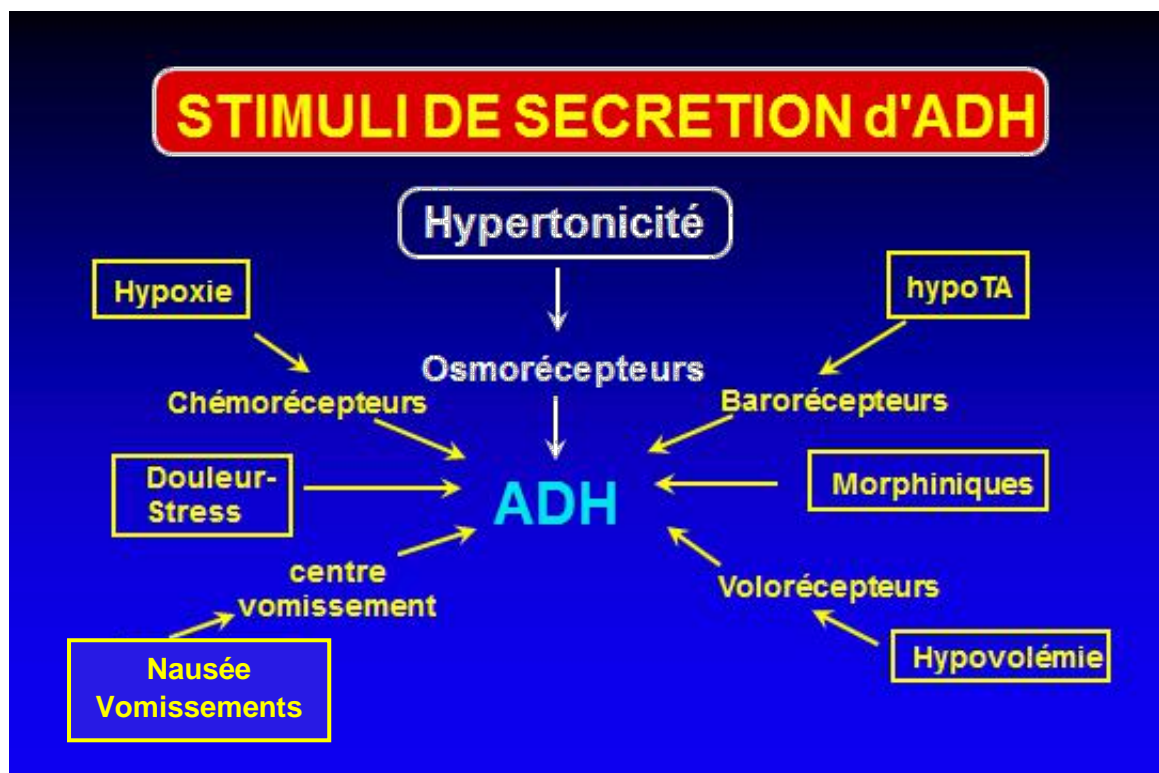 STIMULI DE SECRETION d'ADH
Hypertonicité
Hypoxie
hypoTA
Osmorécepteurs
Chémorécepteurs
Barorécepteurs
Douleur-
Stress
ADH
Morphiniques
centre
vomissement
Volorécepteurs
Nausée
Vomissements
Hypovolémie